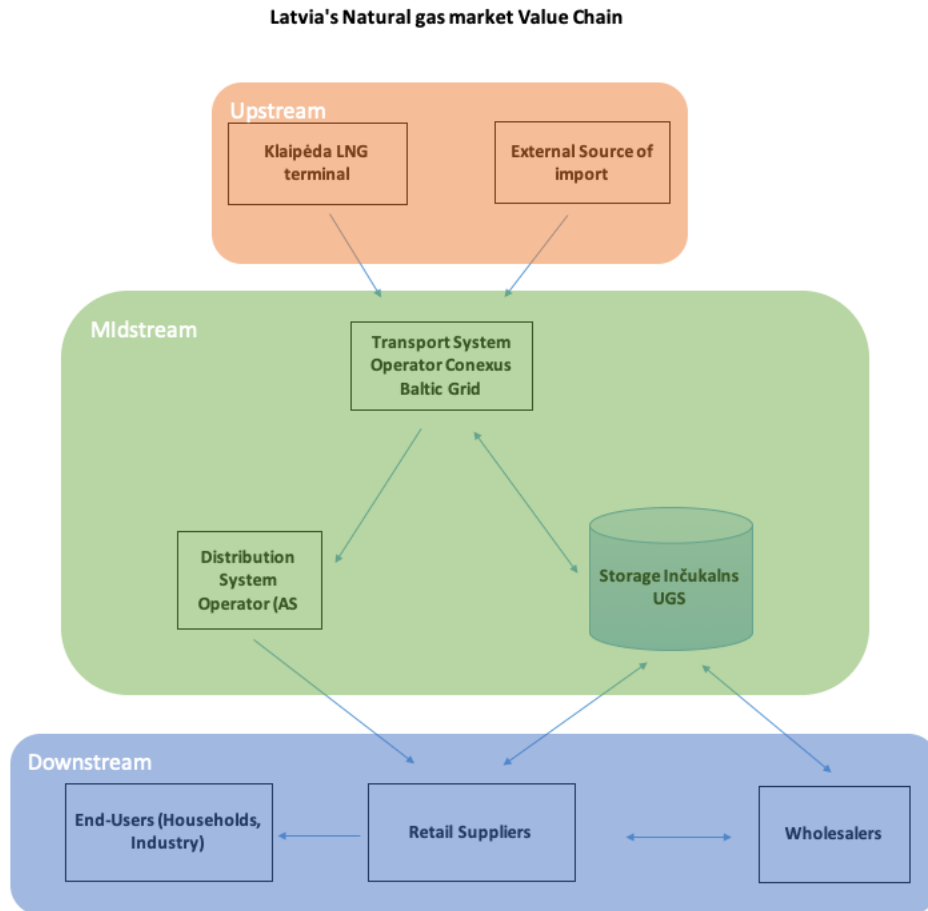 Latvia's Natural gas market Value Chain
Upstream
Klaipėda LNG
terminal
External Source of
import
MIdstream
Transport System
Operator Conexus
Baltic Grid
Distribution
System
Operator (AS
Storage Inčukalns
UGS
Downstream
End-Users (Households,
Industry)
Retail Suppliers
Wholesalers